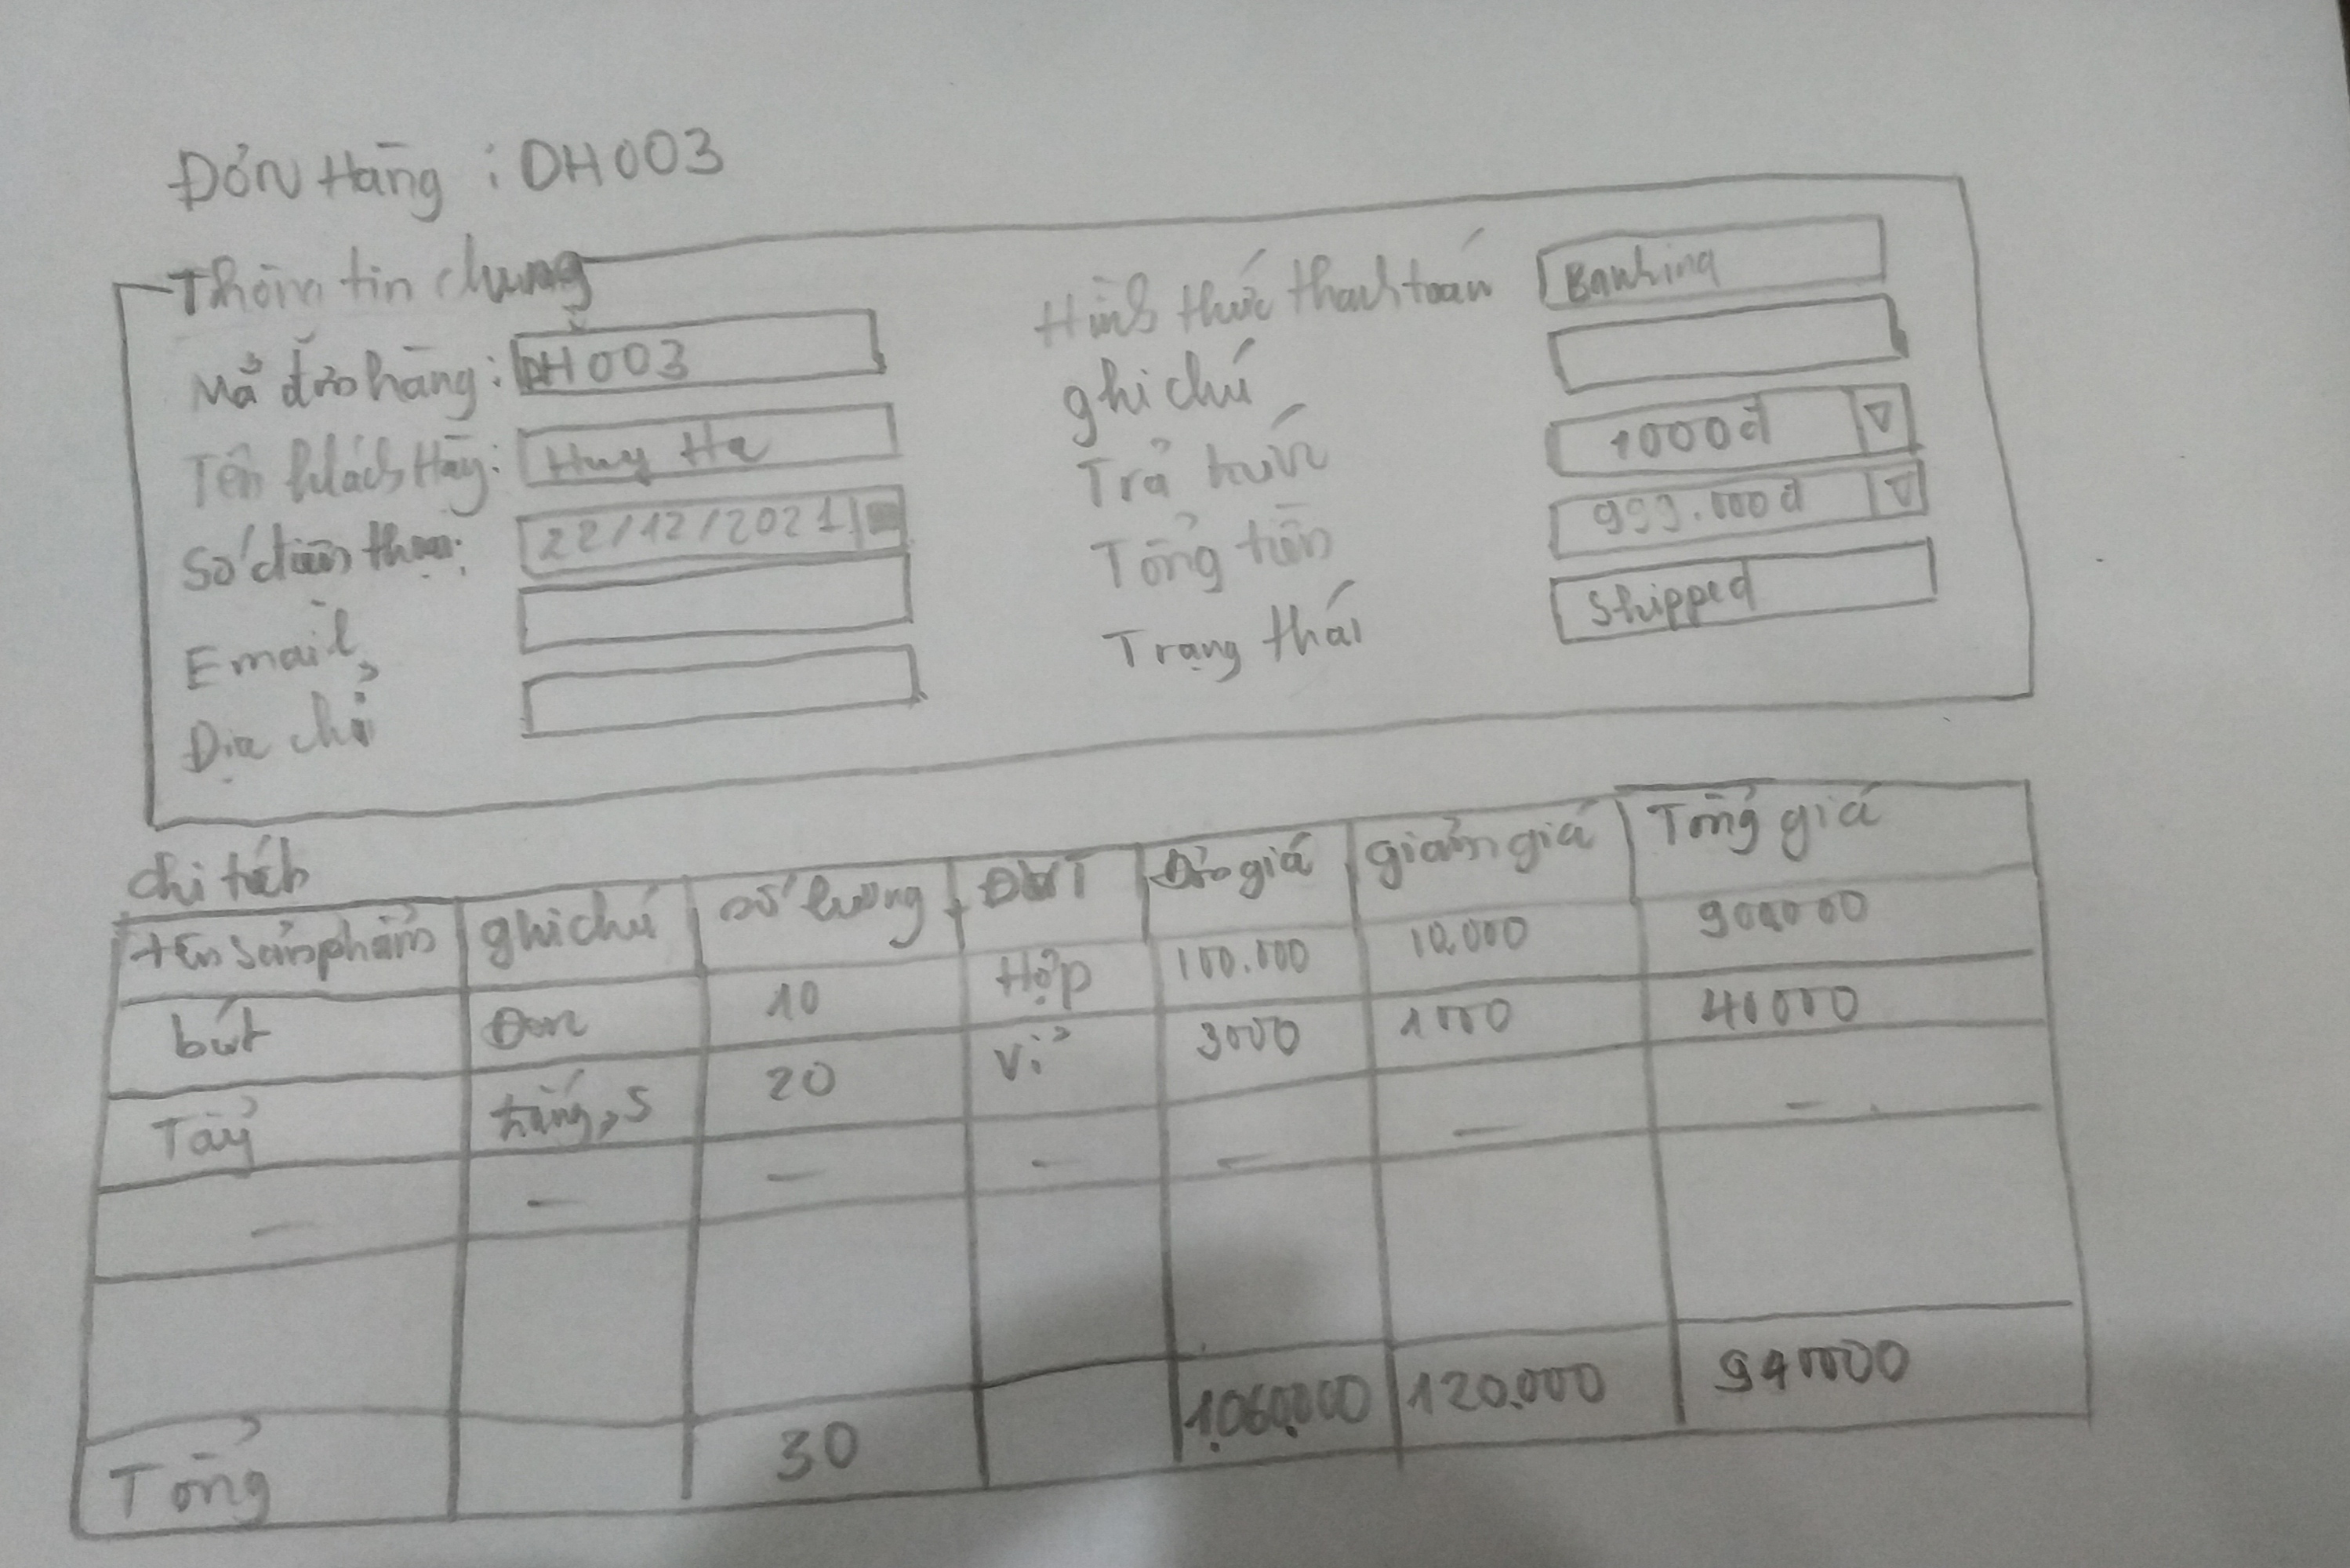 Đơn Hàng : DH003
Thông tin chung
Mã đơn hàng: DH003
Tên khách Hàng: Huy Ha
Số điện thoại: 22/12/2021
Email
Địa chỉ
Hình thức thanh toán Banking
ghi chú
Trả trước 1000đ
Tổng tiền 999.000đ
Trạng thái Shipped
Chi tiết
tên sản phẩm ghi chú số lượng ĐVT Đơn giá giảm giá Tổng giá
bút Đen 10 Hộp 100.000 10.000 900000
Tẩy trắng, S 20 Vỉ 3000 1000 40000
— — — — — — —
Tổng 30 1.060.000 120.000 940000